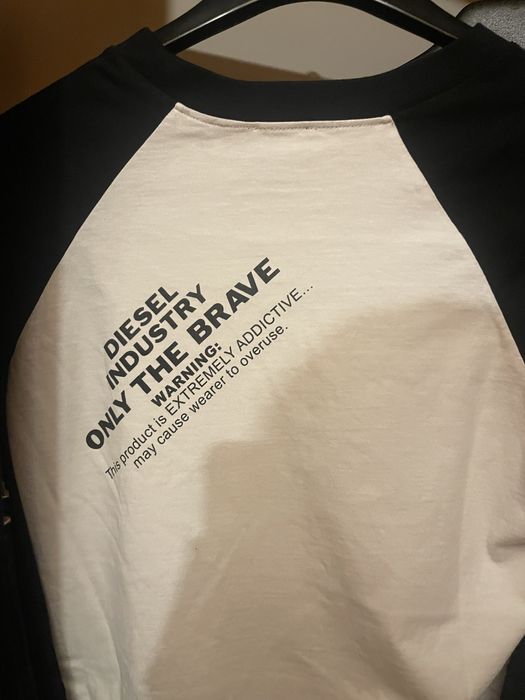 DIESEL
INDUSTRY
ONLY THE BRAVE
WARNING:
This product is EXTREMELY ADDICTIVE...
may cause wearer to overuse.